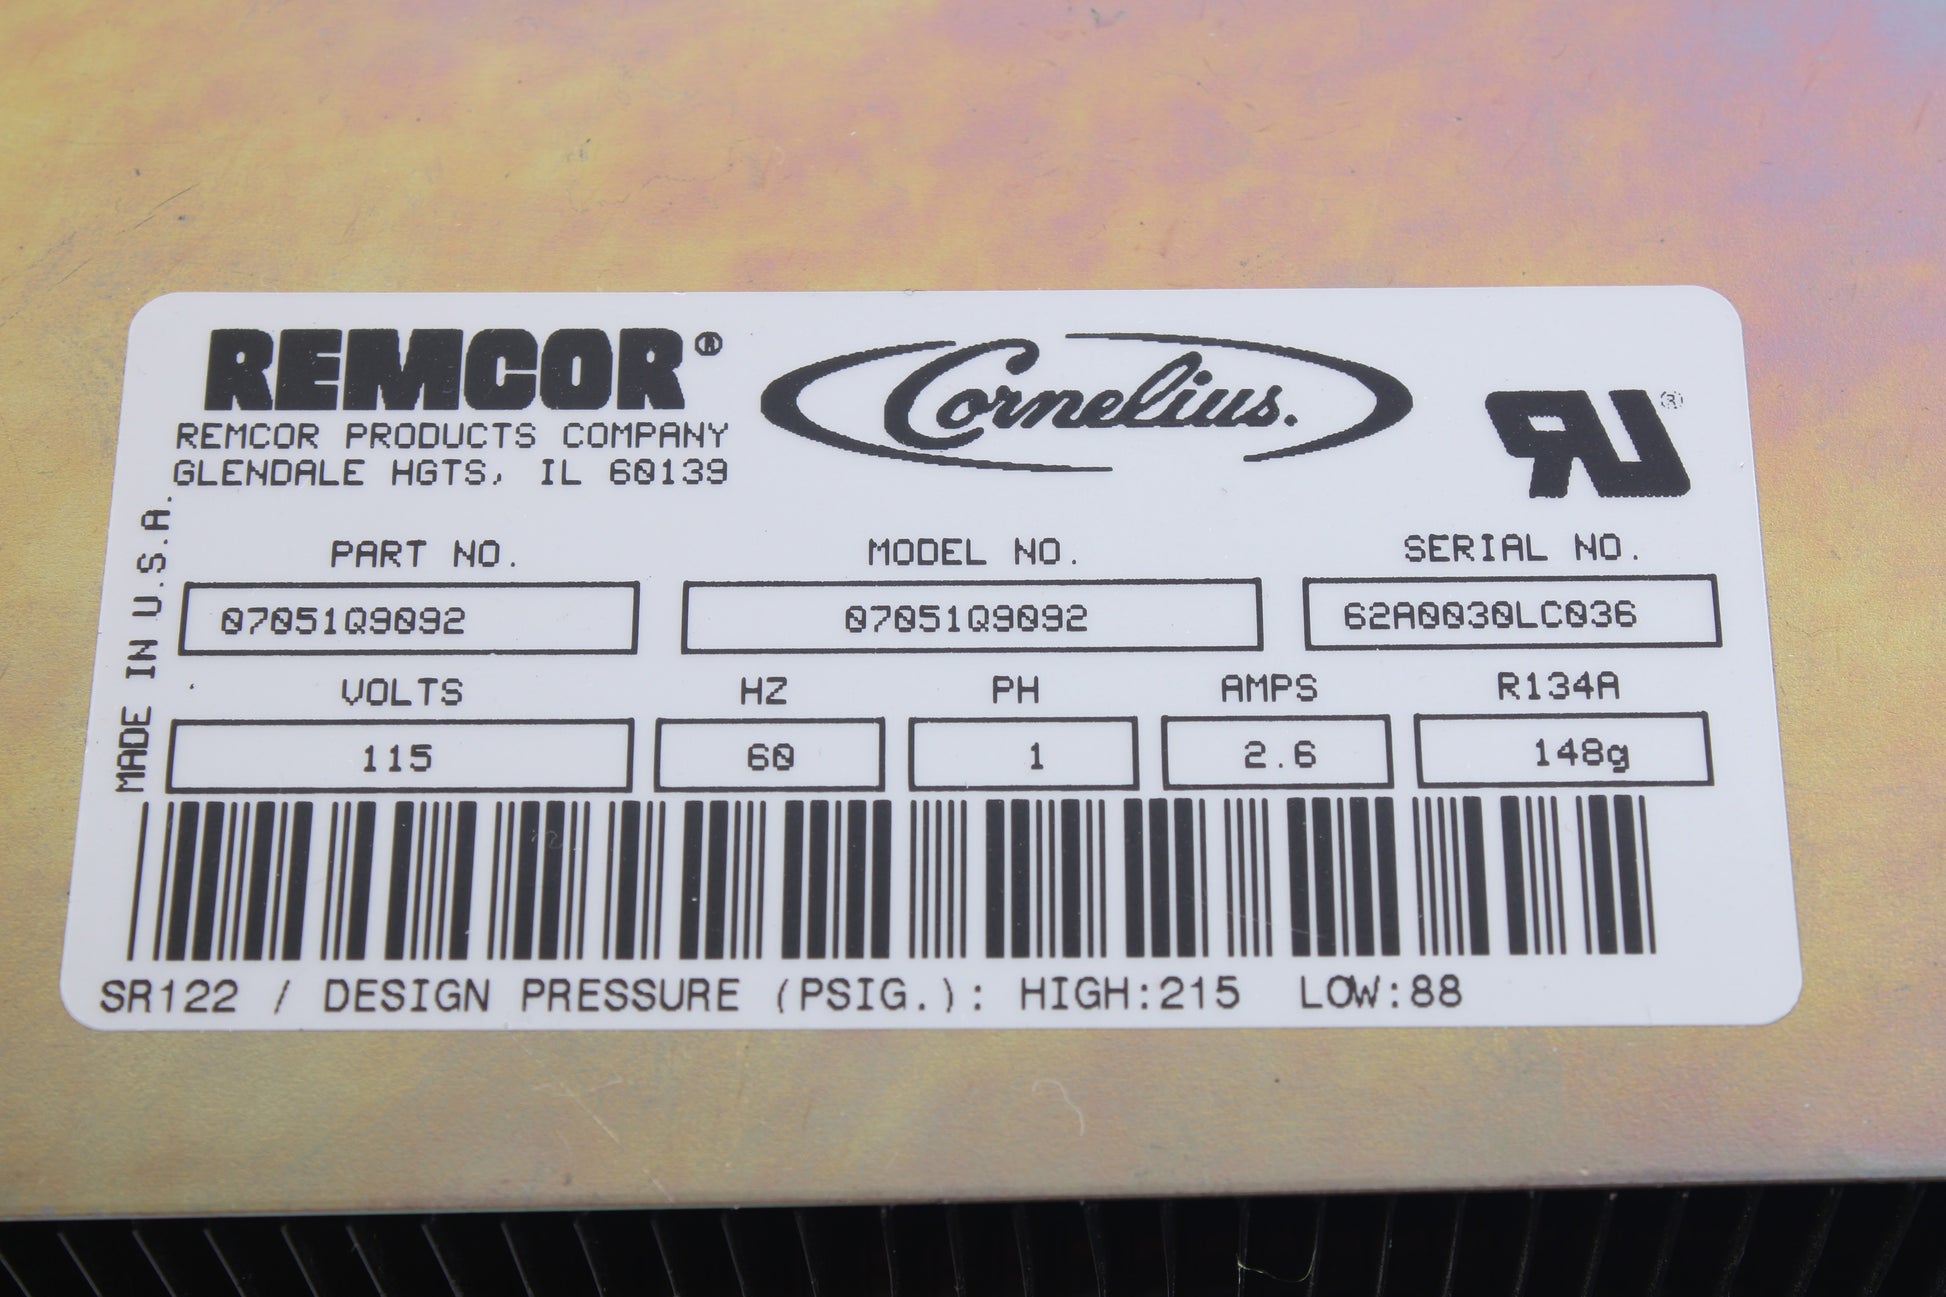 REMCOR®
Cornelius.
REMCOR PRODUCTS COMPANY
GLENDALE HGTS, IL 60139
RU®
MADE IN U.S.A.
PART NO. MODEL NO. SERIAL NO.
07051Q9092 07051Q9092 62A0030LC036
VOLTS HZ PH AMPS R134A
115 60 1 2.6 148g
SR122 / DESIGN PRESSURE (PSIG.): HIGH:215 LOW:88